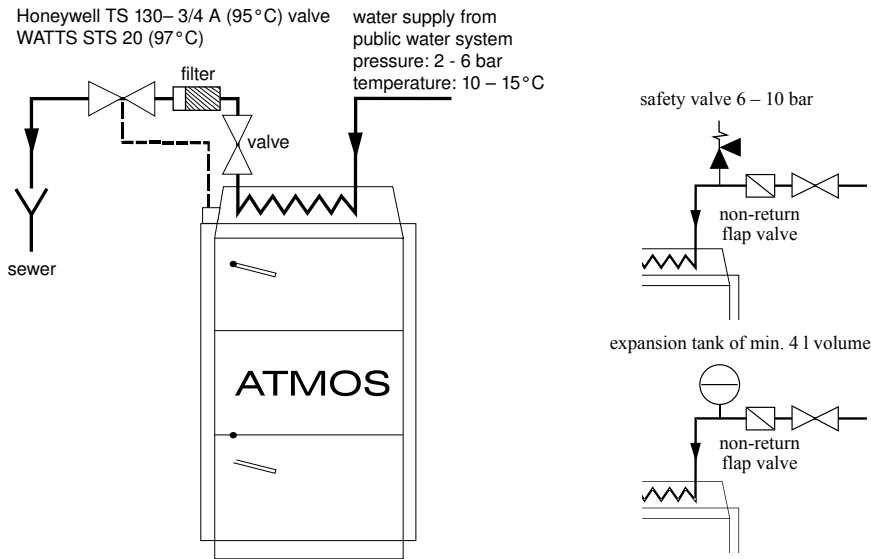 Honeywell TS 130– 3/4 A (95°C) valve
WATTS STS 20 (97°C)
water supply from
public water system
pressure: 2 - 6 bar
temperature: 10 – 15°C
filter
valve
sewer
ATMOS
safety valve 6 – 10 bar
non-return
flap valve
expansion tank of min. 4 l volume
non-return
flap valve